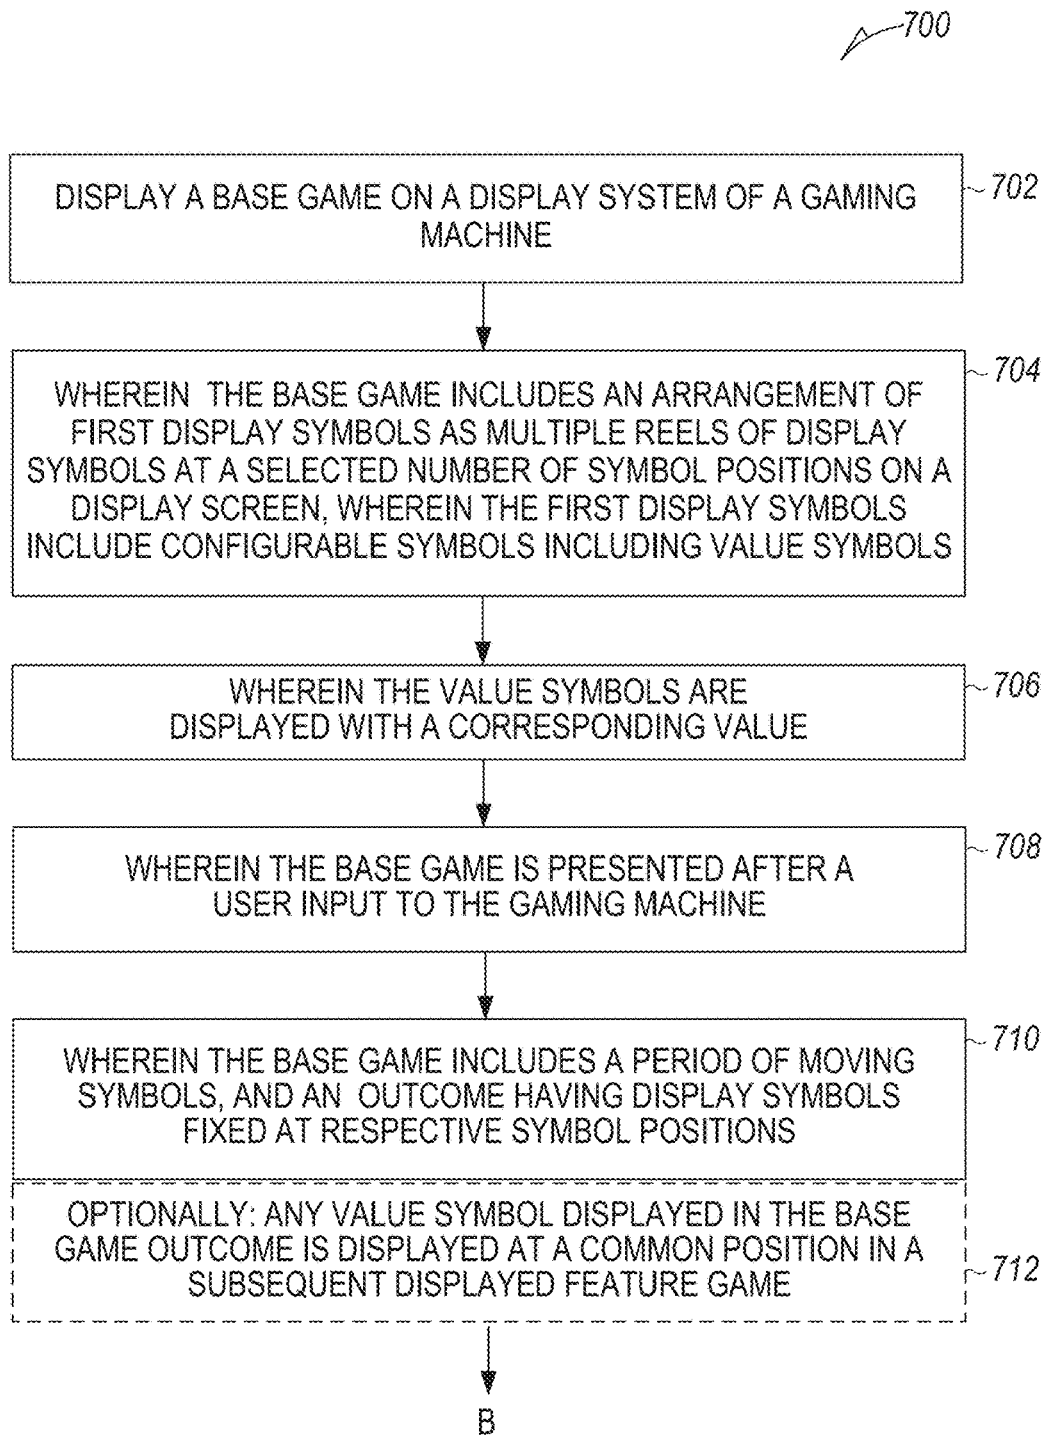 700
DISPLAY A BASE GAME ON A DISPLAY SYSTEM OF A GAMING
MACHINE
702
WHEREIN THE BASE GAME INCLUDES AN ARRANGEMENT OF
FIRST DISPLAY SYMBOLS AS MULTIPLE REELS OF DISPLAY
SYMBOLS AT A SELECTED NUMBER OF SYMBOL POSITIONS ON A
DISPLAY SCREEN, WHEREIN THE FIRST DISPLAY SYMBOLS
INCLUDE CONFIGURABLE SYMBOLS INCLUDING VALUE SYMBOLS
704
WHEREIN THE VALUE SYMBOLS ARE
DISPLAYED WITH A CORRESPONDING VALUE
706
WHEREIN THE BASE GAME IS PRESENTED AFTER A
USER INPUT TO THE GAMING MACHINE
708
WHEREIN THE BASE GAME INCLUDES A PERIOD OF MOVING
SYMBOLS, AND AN OUTCOME HAVING DISPLAY SYMBOLS
FIXED AT RESPECTIVE SYMBOL POSITIONS
710
OPTIONALLY: ANY VALUE SYMBOL DISPLAYED IN THE BASE
GAME OUTCOME IS DISPLAYED AT A COMMON POSITION IN A
SUBSEQUENT DISPLAYED FEATURE GAME
712
B